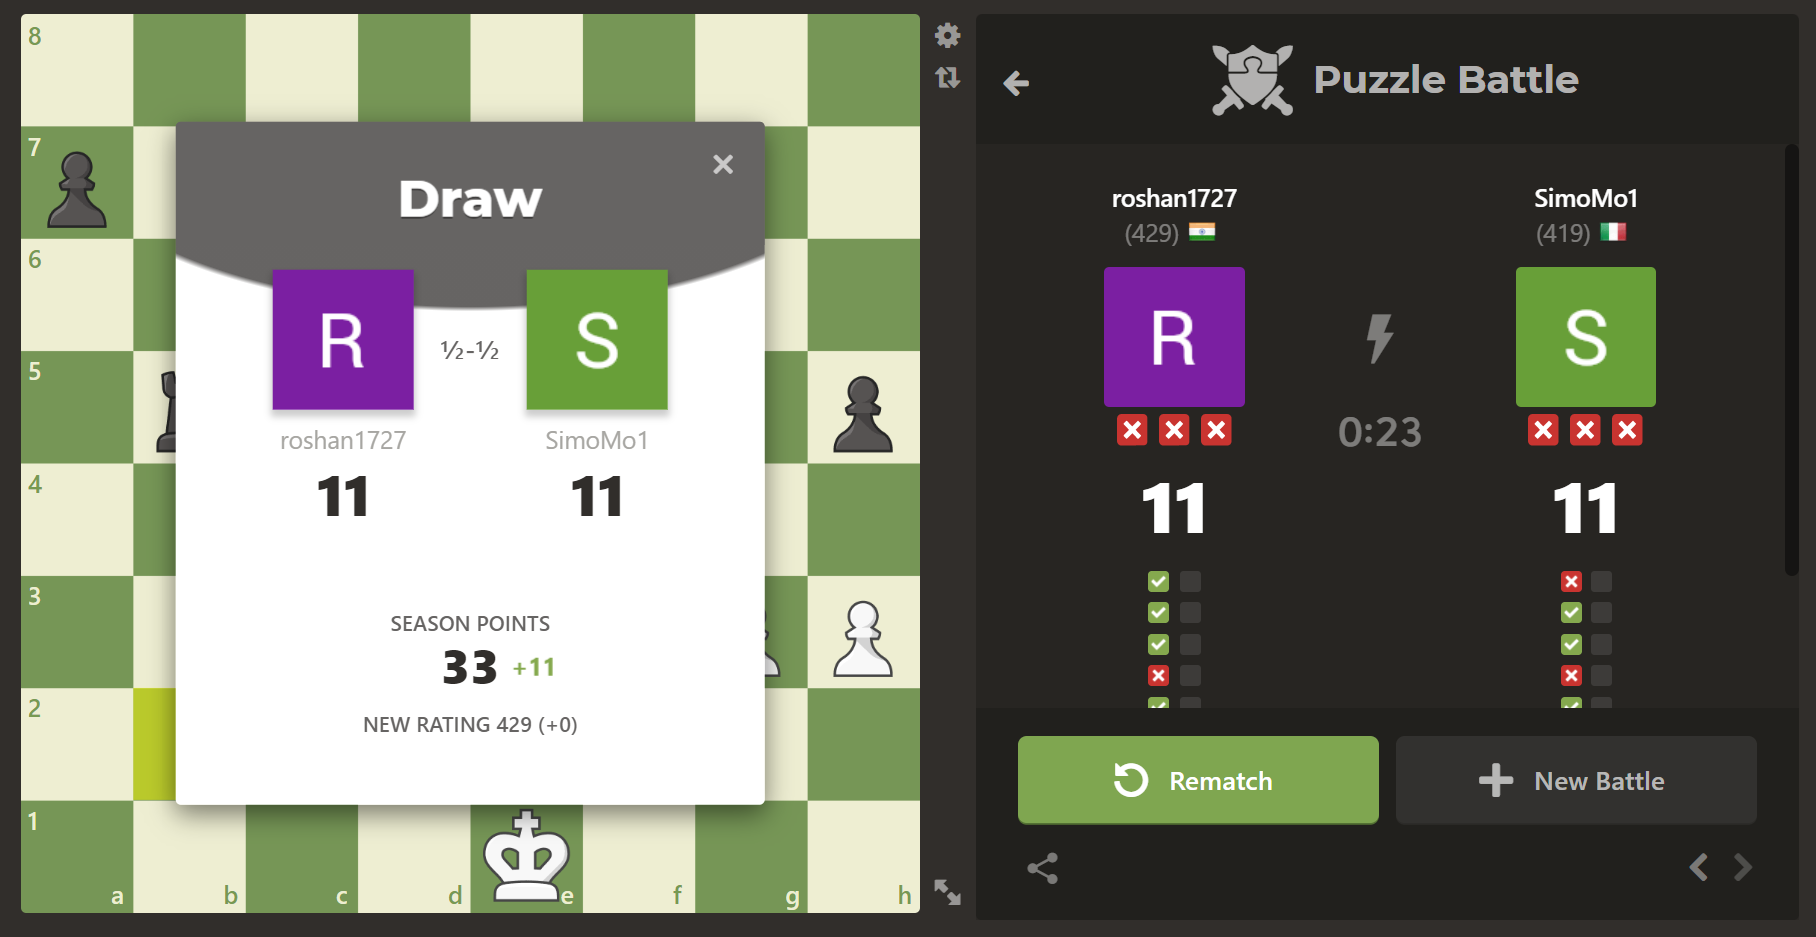 8
7
6
5
4
3
2
1
a
b
c
d
e
f
g
h
Draw
R
½-½
S
roshan1727
SimoMo1
11
11
SEASON POINTS
33 +11
NEW RATING 429 (+0)
Puzzle Battle
roshan1727
SimoMo1
(429)
(419)
R
S
0:23
11
11
Rematch
New Battle